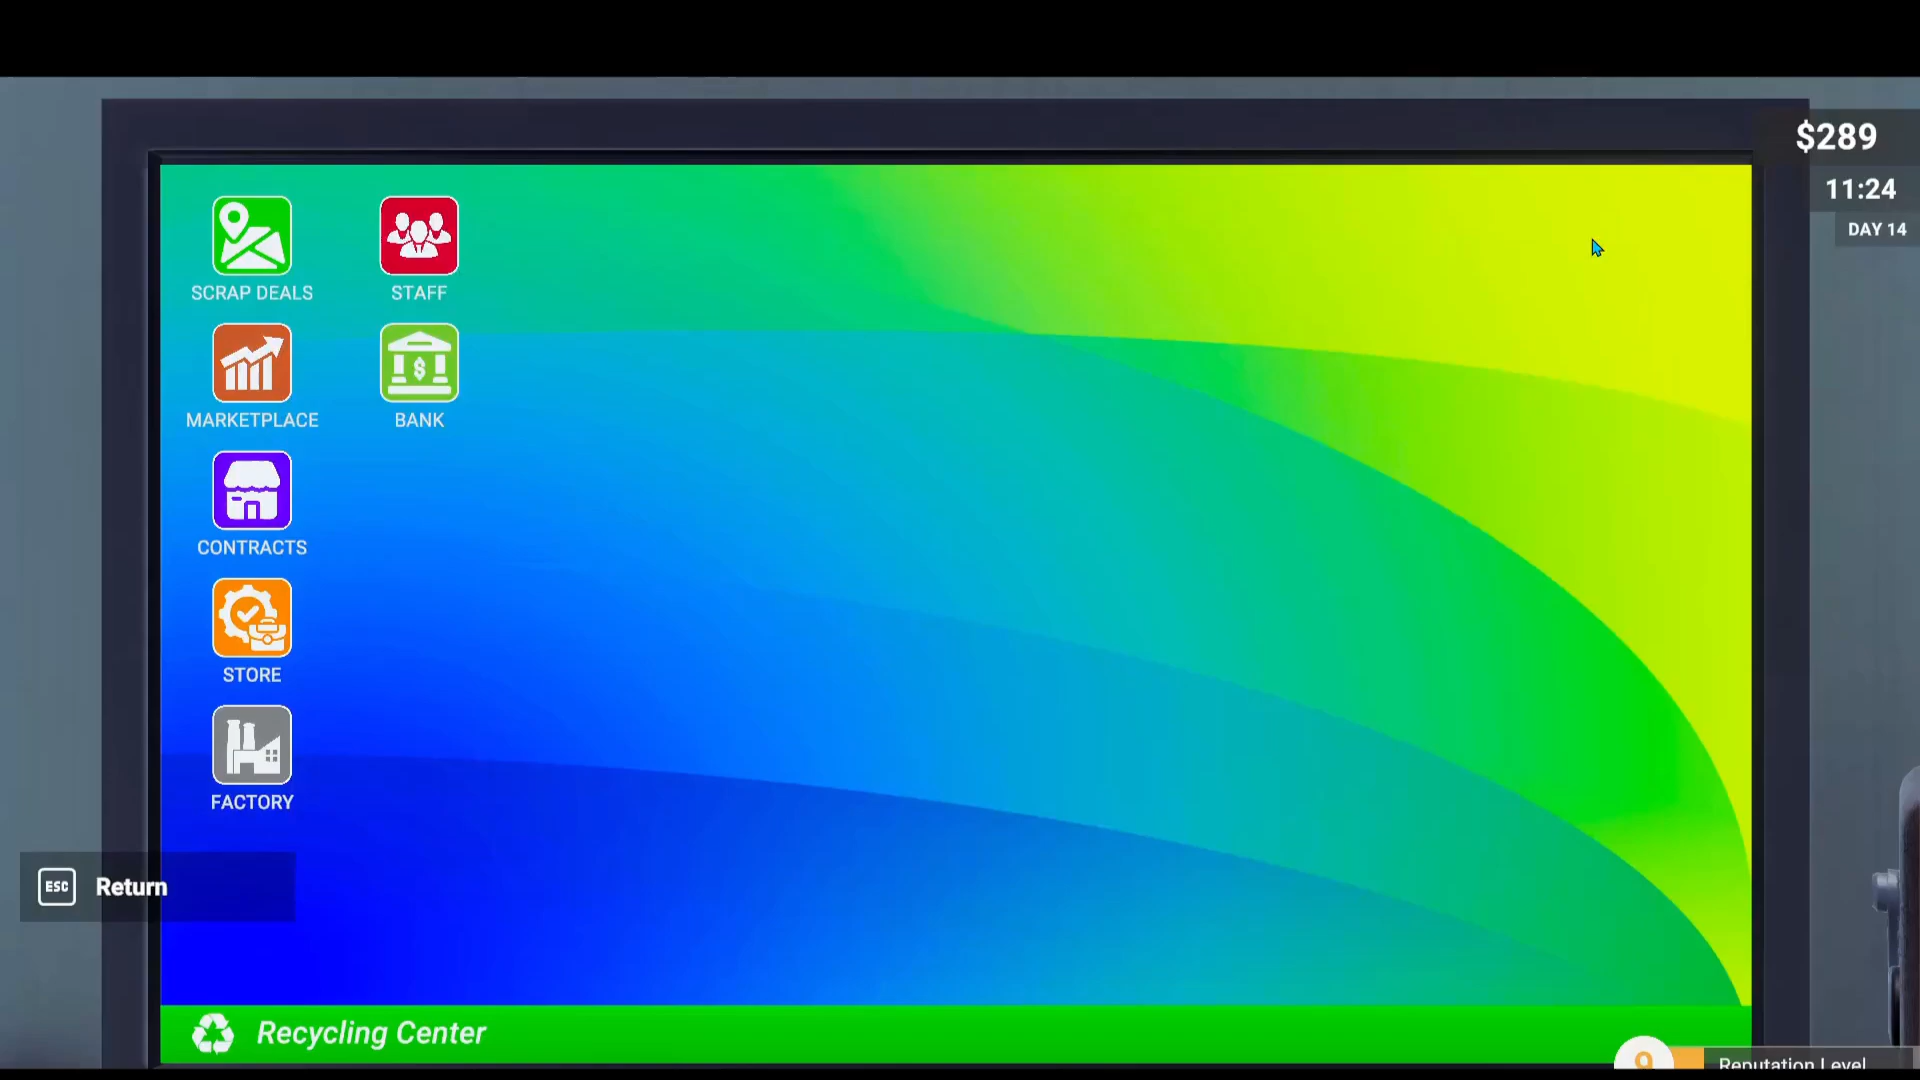 $289
11:24
DAY 14
SCRAP DEALS
STAFF
MARKETPLACE
BANK
CONTRACTS
STORE
FACTORY
ESC Return
Recycling Center
9 Reputation Level